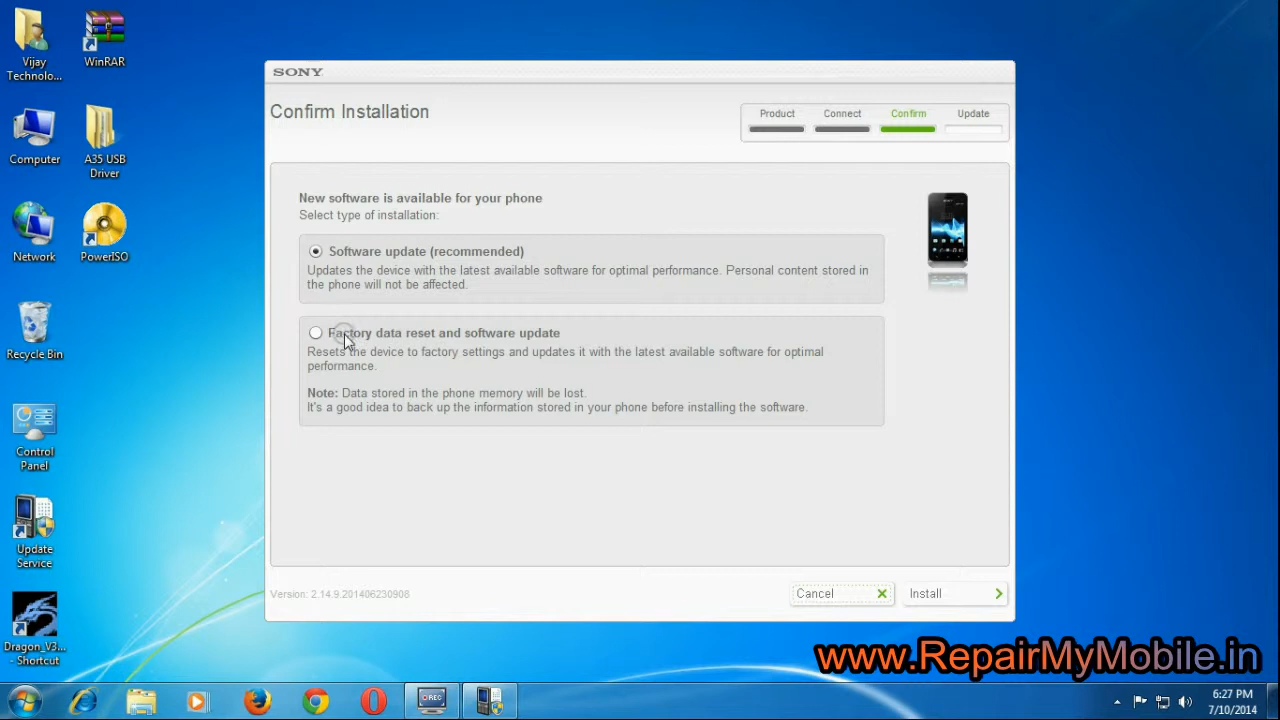 Vijay
Technolo...
WinRAR
Computer
A35 USB
Driver
Network
PowerISO
Recycle Bin
Control
Panel
Update
Service
Dragon_V3...
- Shortcut
SONY
Confirm Installation
Product
Connect
Confirm
Update
New software is available for your phone
Select type of installation:
Software update (recommended)
Updates the device with the latest available software for optimal performance. Personal content stored in
the phone will not be affected.
Factory data reset and software update
Resets the device to factory settings and updates it with the latest available software for optimal
performance.
Note: Data stored in the phone memory will be lost.
It's a good idea to back up the information stored in your phone before installing the software.
Version: 2.14.9.201406230908
Cancel
Install
www.RepairMyMobile.in
REC
6:27 PM
7/10/2014